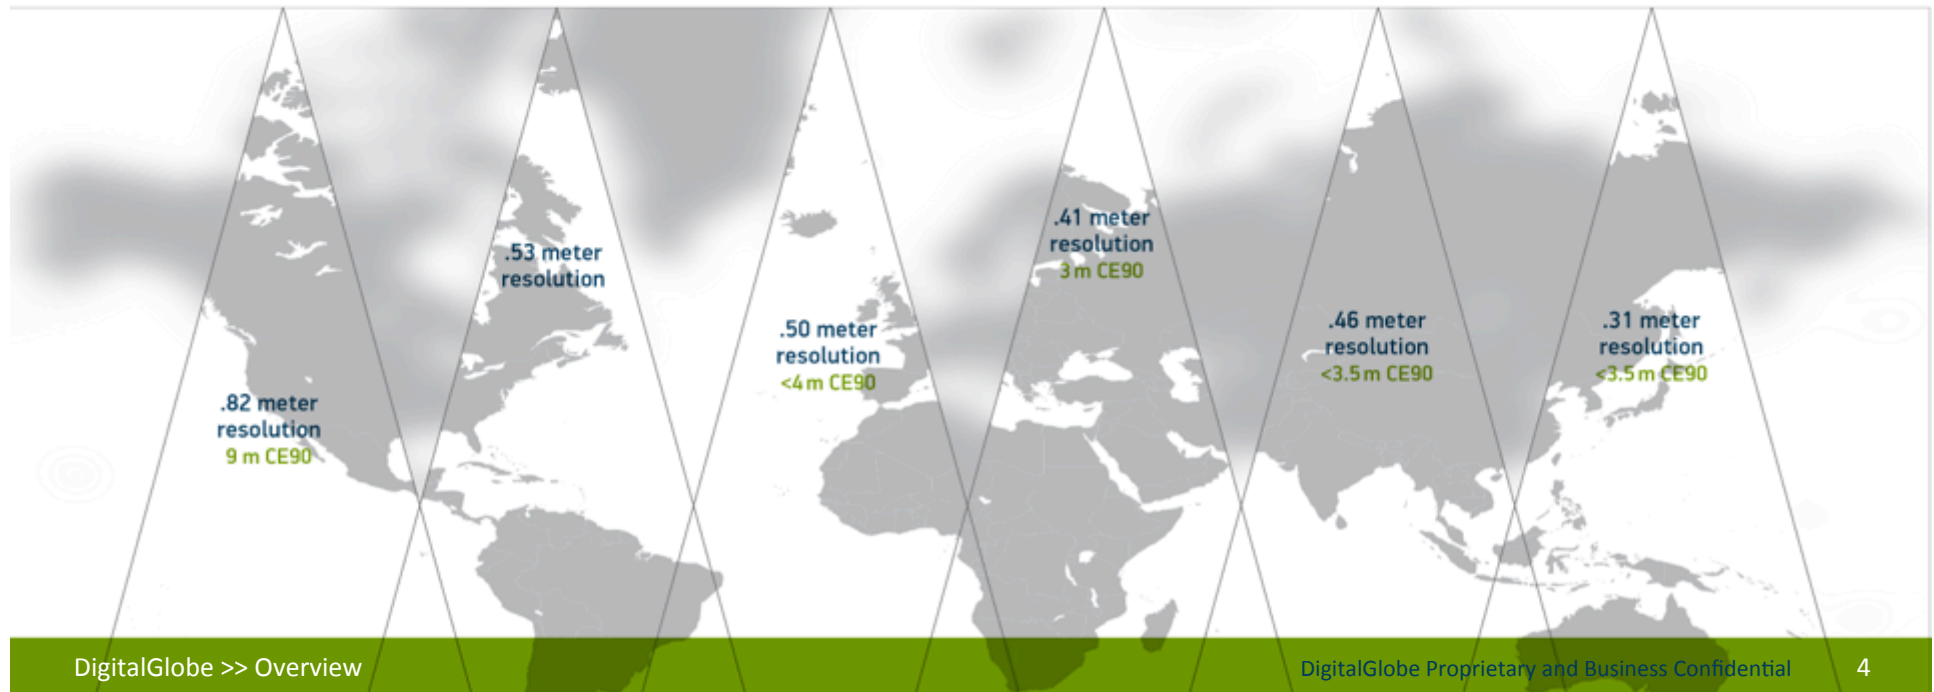 .82 meter
resolution
9 m CE90
.53 meter
resolution
.50 meter
resolution
<4 m CE90
.41 meter
resolution
3 m CE90
.46 meter
resolution
<3.5 m CE90
.31 meter
resolution
<3.5 m CE90
DigitalGlobe >> Overview
DigitalGlobe Proprietary and Business Confidential
4